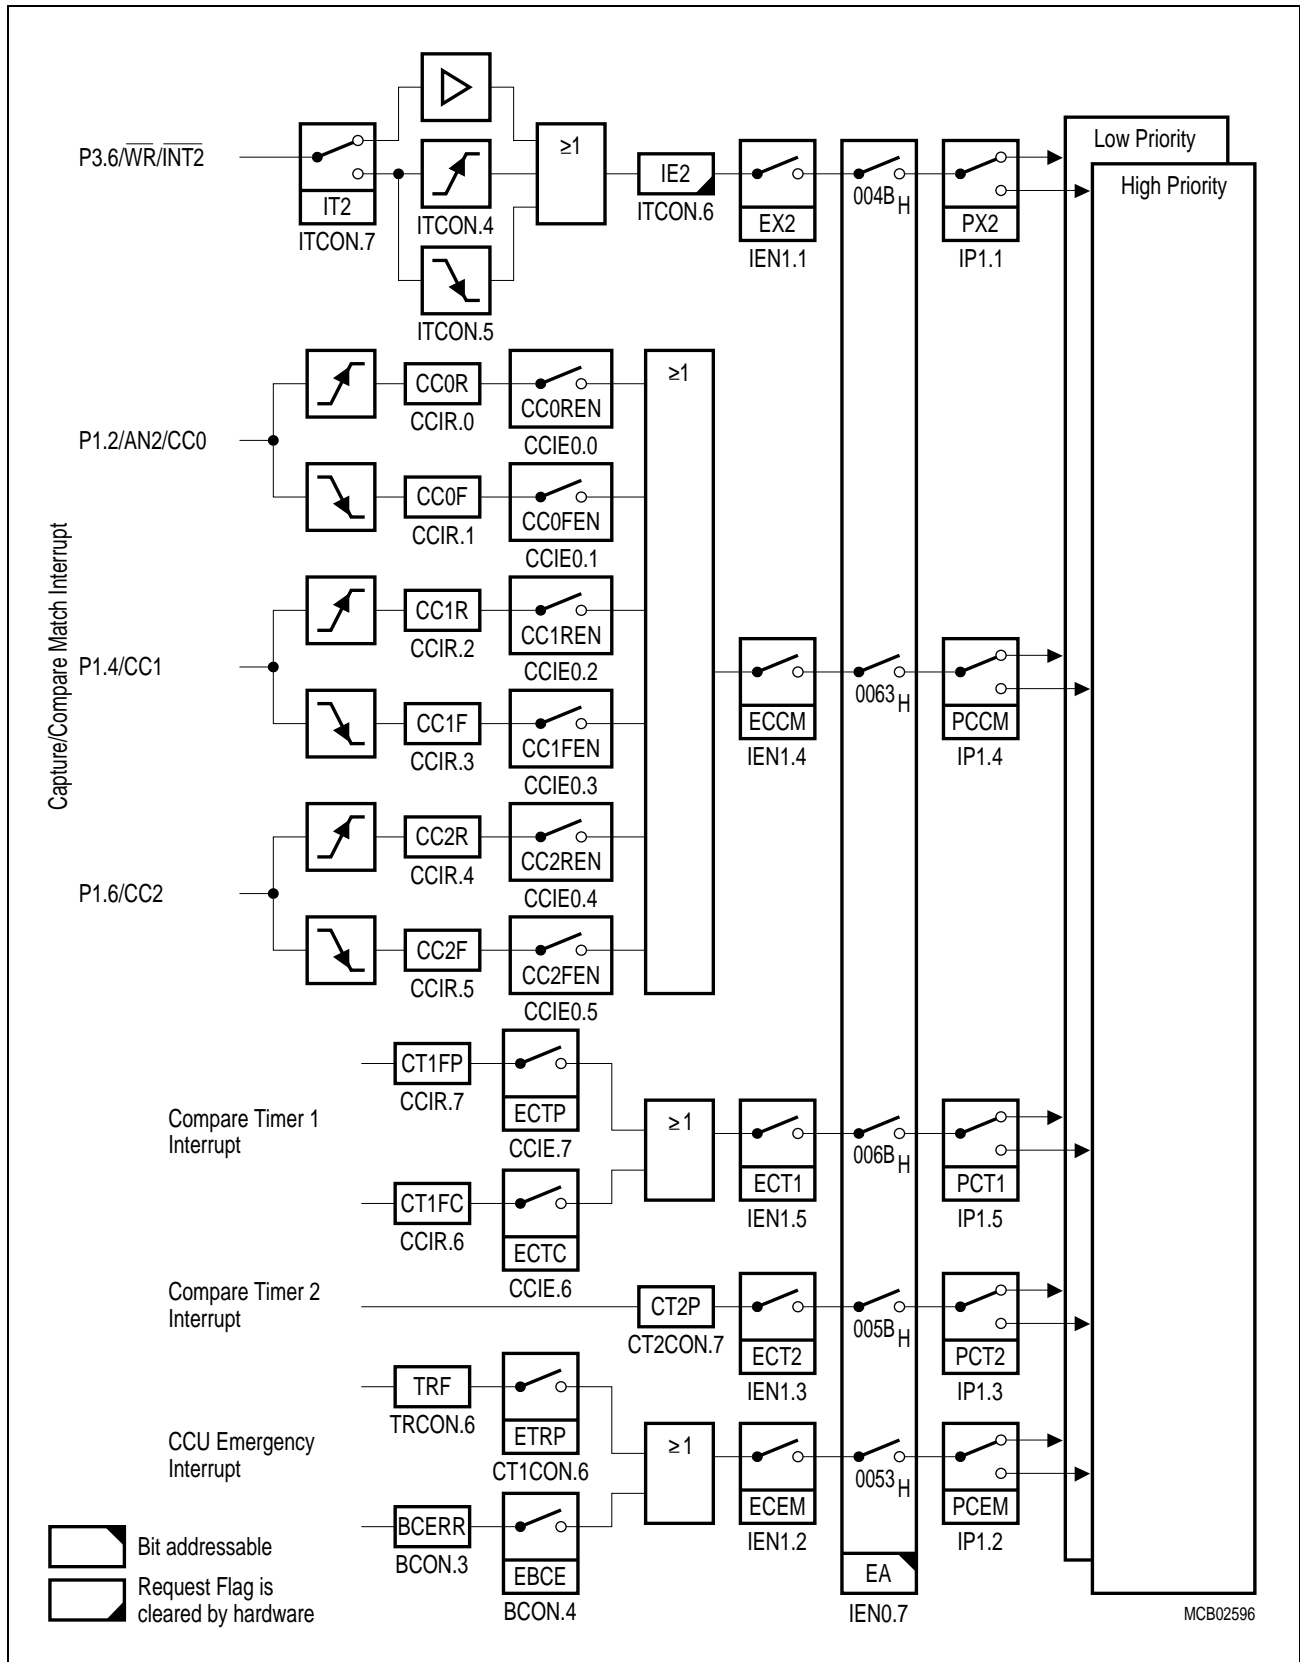 P3.6/WR/INT2
IT2
ITCON.7
ITCON.4
ITCON.5
≥1
IE2
ITCON.6
EX2
IEN1.1
004B H
PX2
IP1.1
Low Priority
High Priority
Capture/Compare Match Interrupt
P1.2/AN2/CC0
CC0R
CCIR.0
CC0REN
CCIE0.0
CC0F
CCIR.1
CC0FEN
CCIE0.1
≥1
P1.4/CC1
CC1R
CCIR.2
CC1REN
CCIE0.2
CC1F
CCIR.3
CC1FEN
CCIE0.3
ECCM
IEN1.4
0063 H
PCCM
IP1.4
P1.6/CC2
CC2R
CCIR.4
CC2REN
CCIE0.4
CC2F
CCIR.5
CC2FEN
CCIE0.5
Compare Timer 1
Interrupt
CT1FP
CCIR.7
ECTP
CCIE.7
CT1FC
CCIR.6
ECTC
CCIE.6
≥1
ECT1
IEN1.5
006B H
PCT1
IP1.5
Compare Timer 2
Interrupt
CT2P
CT2CON.7
ECT2
IEN1.3
005B H
PCT2
IP1.3
CCU Emergency
Interrupt
TRF
TRCON.6
ETRP
CT1CON.6
BCERR
BCON.3
EBCE
BCON.4
≥1
ECEM
IEN1.2
0053 H
PCEM
IP1.2
EA
IEN0.7
Bit addressable
Request Flag is
cleared by hardware
MCB02596